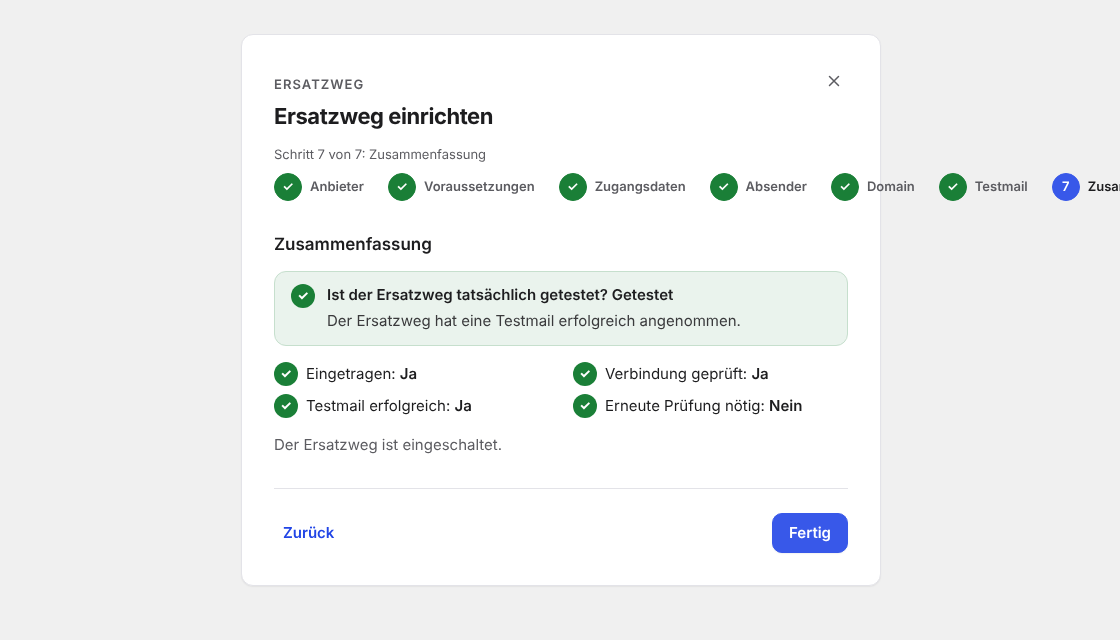 ERSATZWEG
Ersatzweg einrichten
Schritt 7 von 7: Zusammenfassung
Anbieter Voraussetzungen Zugangsdaten Absender Domain Testmail 7
Zusammenfassung
Ist der Ersatzweg tatsächlich getestet? Getestet
Der Ersatzweg hat eine Testmail erfolgreich angenommen.
Eingetragen: Ja Verbindung geprüft: Ja
Testmail erfolgreich: Ja Erneute Prüfung nötig: Nein
Der Ersatzweg ist eingeschaltet.
Zurück Fertig